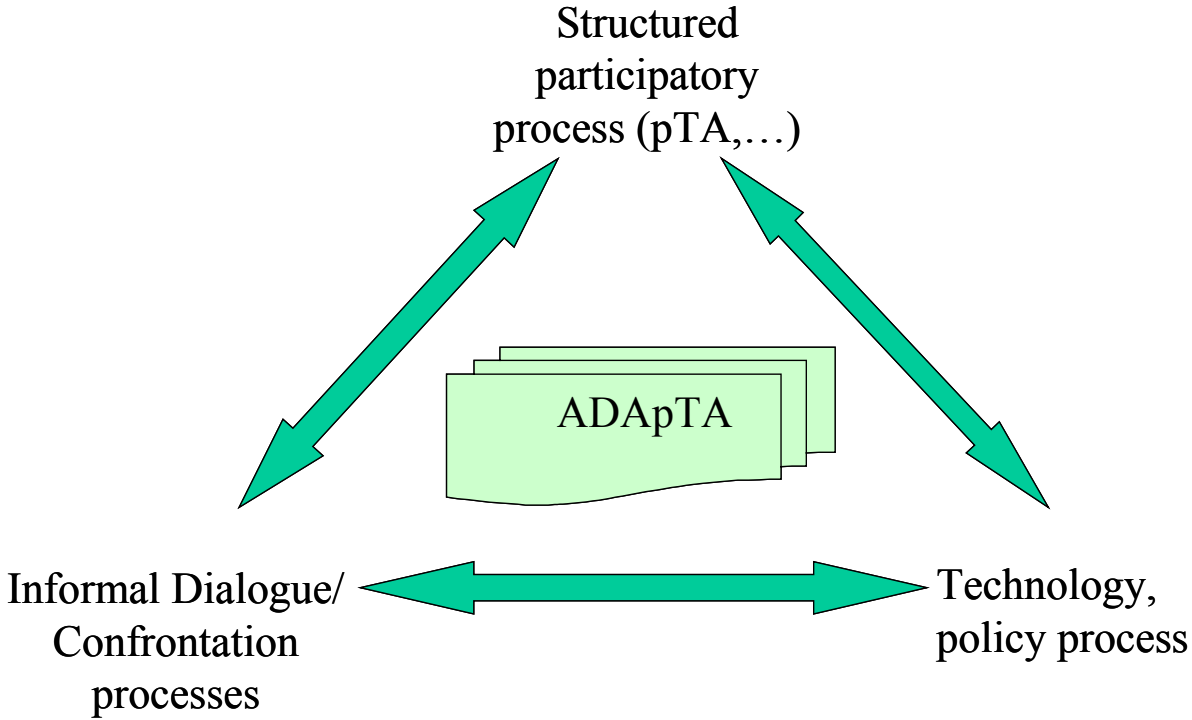 Structured
participatory
process (pTA,…)
ADApTA
Informal Dialogue/
Confrontation
processes
Technology,
policy process